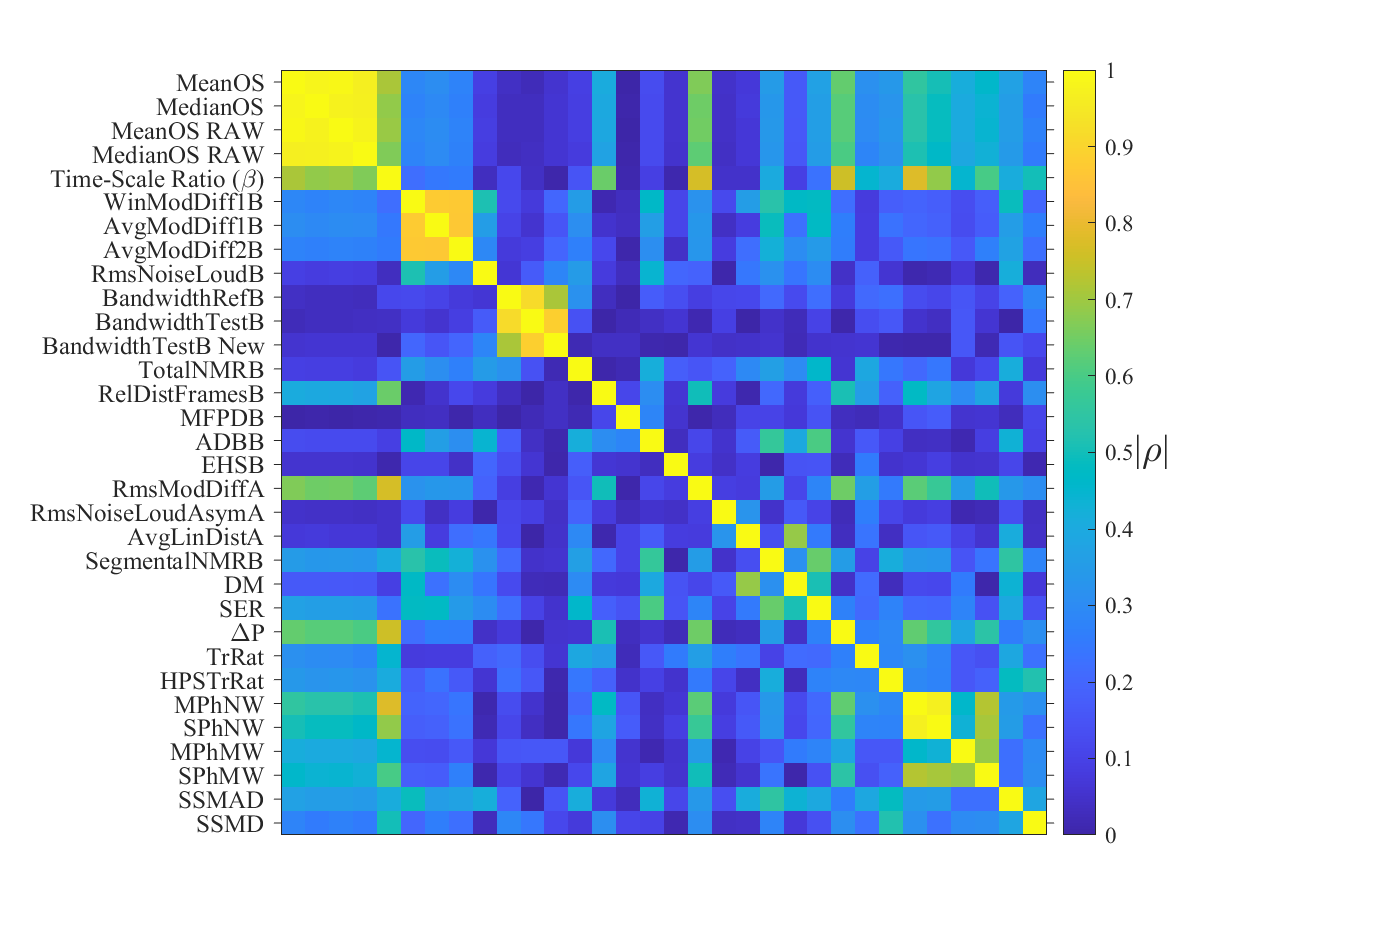 MeanOS
MedianOS
MeanOS RAW
MedianOS RAW
Time-Scale Ratio (β)
WinModDiff1B
AvgModDiff1B
AvgModDiff2B
RmsNoiseLoudB
BandwidthRefB
BandwidthTestB
BandwidthTestB New
TotalNMRB
RelDistFramesB
MFPDB
ADBB
EHSB
RmsModDiffA
RmsNoiseLoudAsymA
AvgLinDistA
SegmentalNMRB
DM
SER
ΔP
TrRat
HPSTrRat
MPhNW
SPhNW
MPhMW
SPhMW
SSMAD
SSMD
1
0.9
0.8
0.7
0.6
0.5
0.4
0.3
0.2
0.1
0
|ρ|